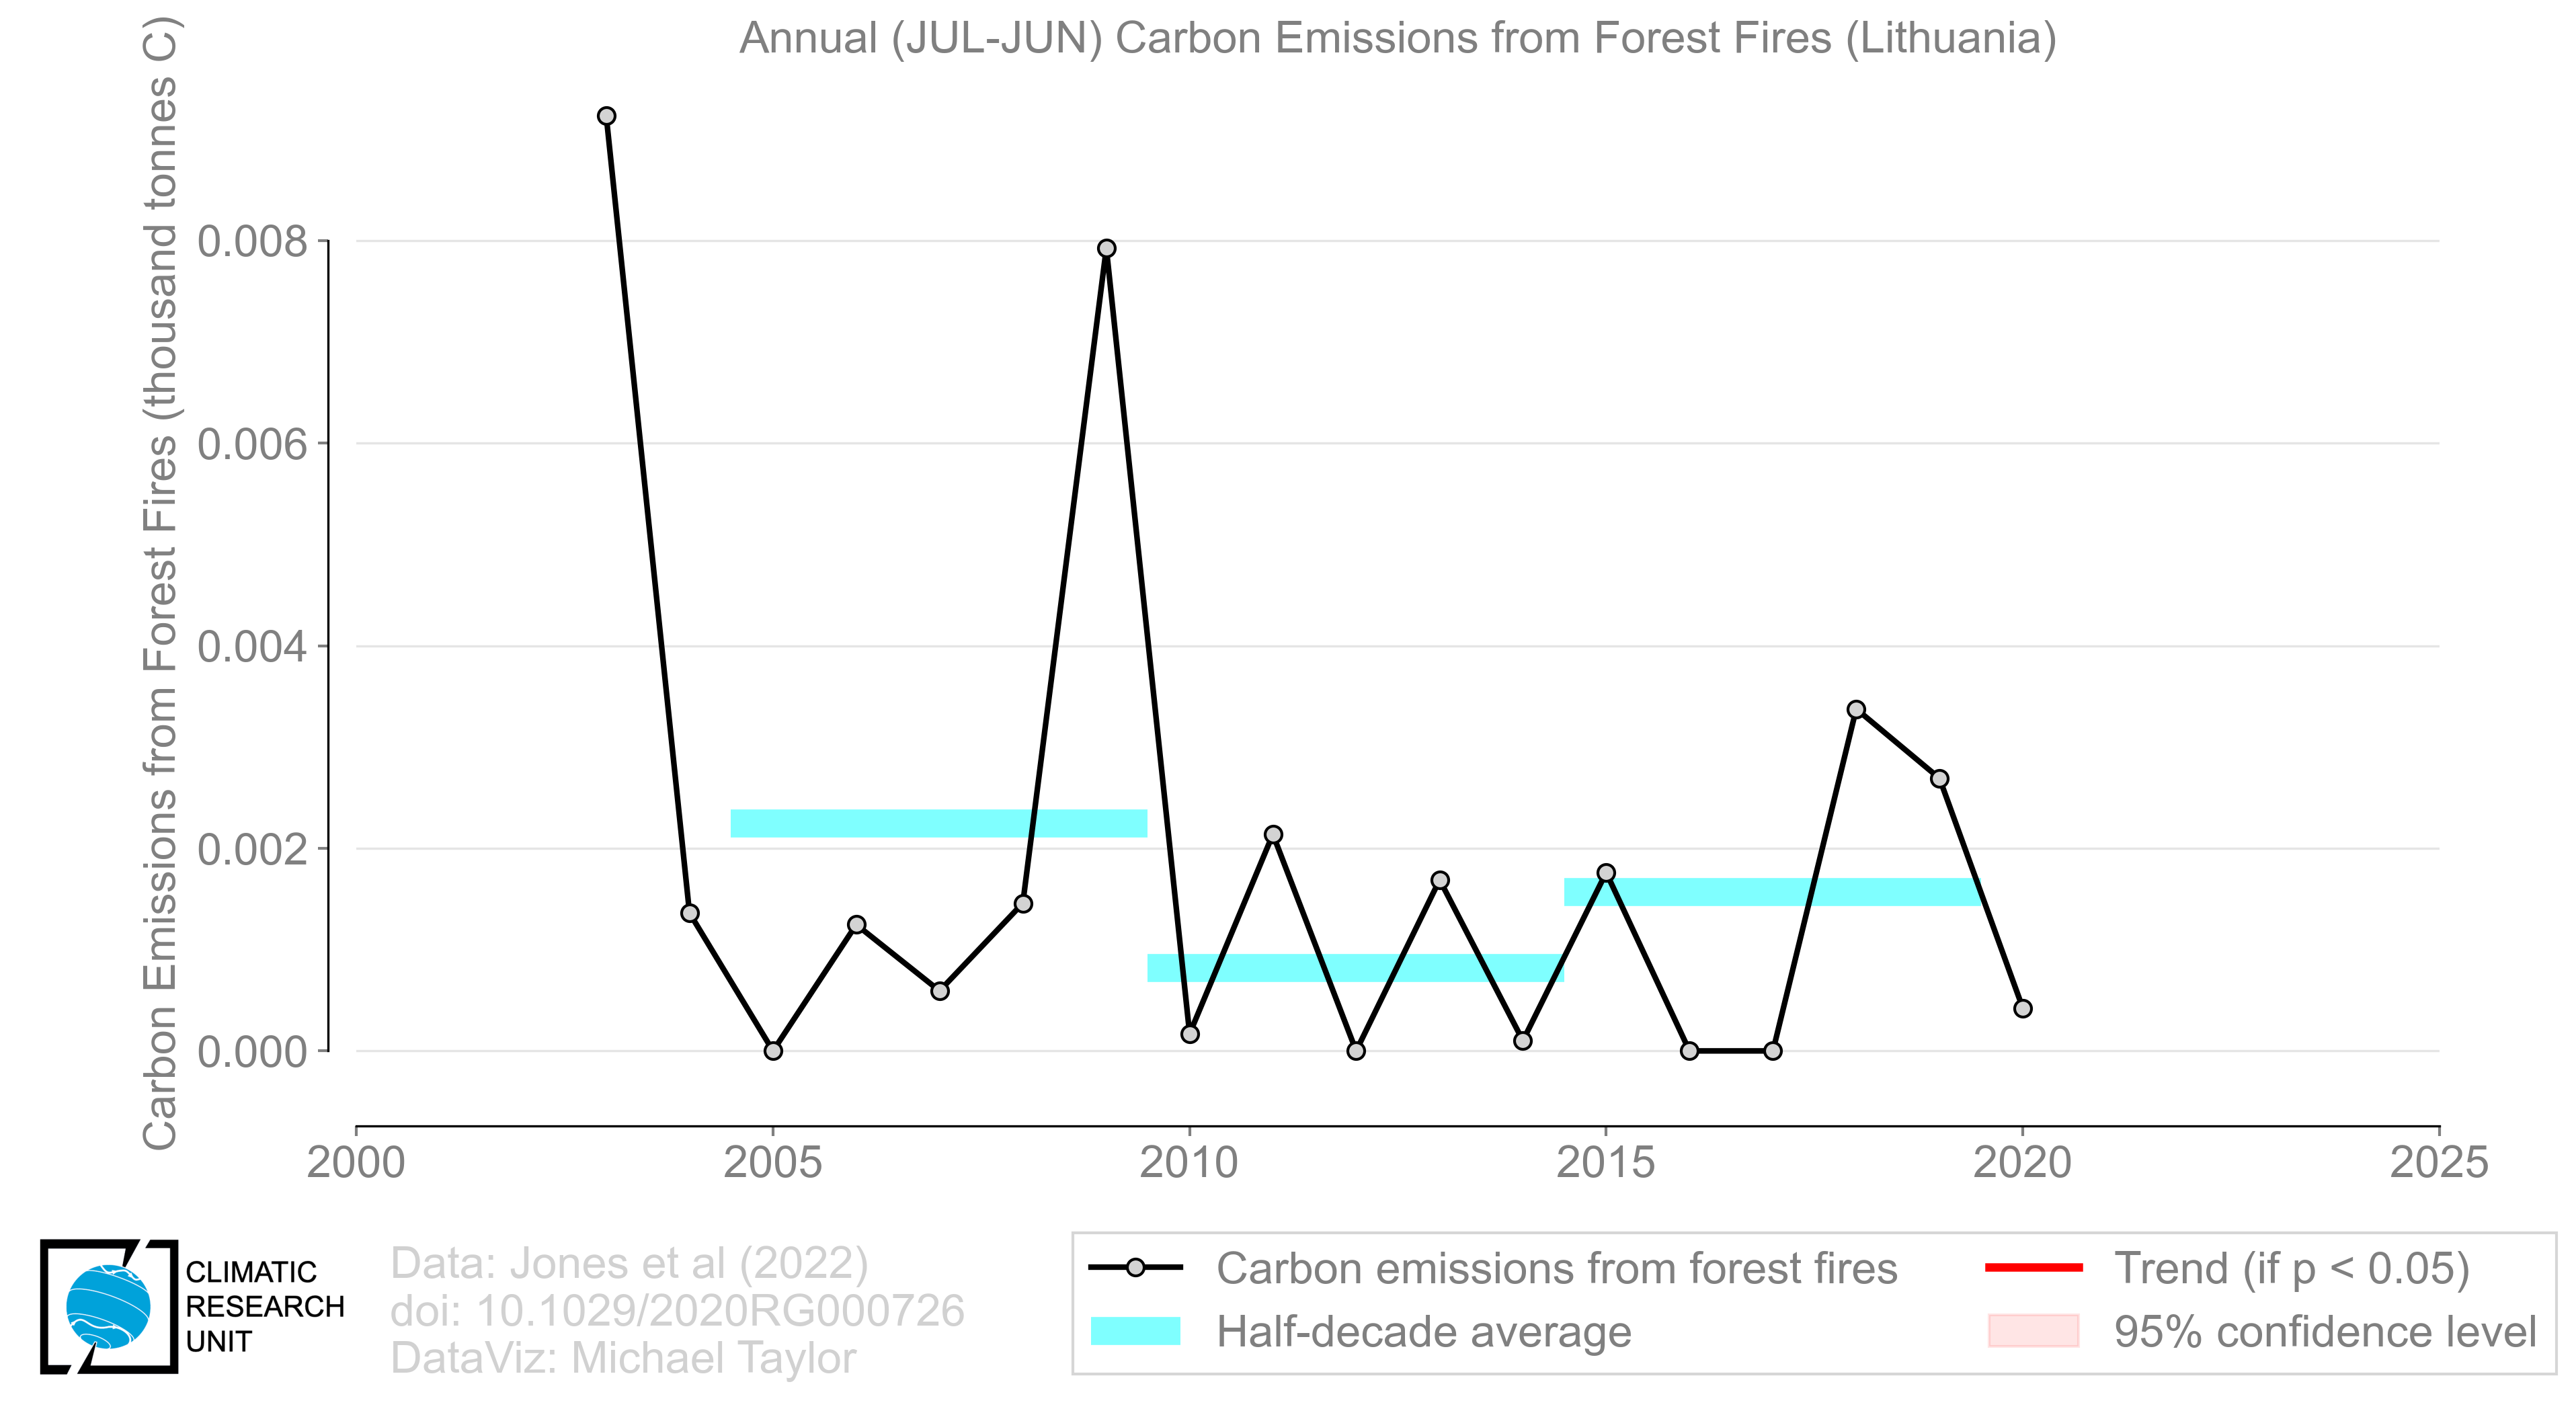 Annual (JUL-JUN) Carbon Emissions from Forest Fires (Lithuania)
Carbon Emissions from Forest Fires (thousand tonnes C)
0.008
0.006
0.004
0.002
0.000
2000
2005
2010
2015
2020
2025
CLIMATIC
RESEARCH
UNIT
Data: Jones et al (2022)
doi: 10.1029/2020RG000726
DataViz: Michael Taylor
Carbon emissions from forest fires
Half-decade average
Trend (if p < 0.05)
95% confidence level